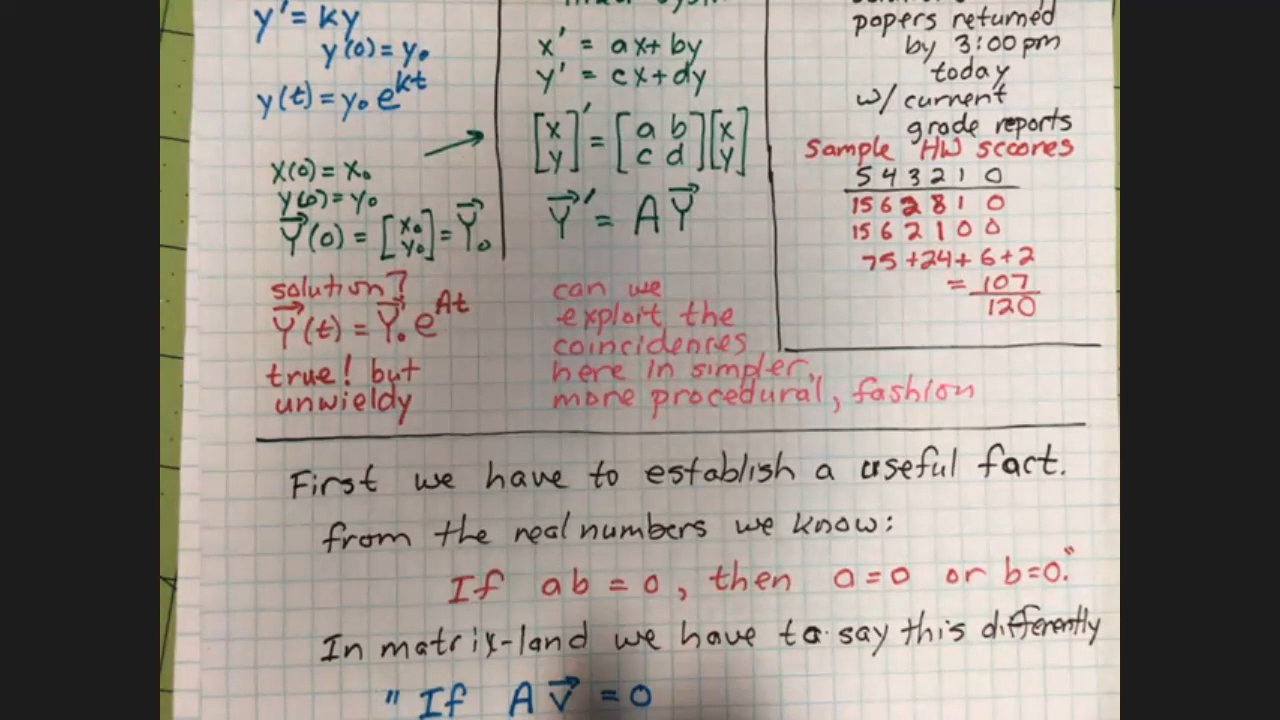 y' = ky
y(0) = y₀
y(t) = y₀ e^{kt}
x(0) = x₀
y(0) = y₀
Y⃗(0) = [x₀ y₀] = Y⃗₀
solution?
Y⃗(t) = Y⃗₀ e^{At}
true! but
unwieldy
x' = ax + by
y' = cx + dy
[x y]' = [a b c d] [x y]
Y⃗' = A Y⃗
can we
exploit the
coincidences
here in simpler,
more procedural, fashion
papers returned
by 3:00pm
today
w/ current
grade reports
Sample HW scores
5 4 3 2 1 0
15 6 2 8 1 0
15 6 2 1 0 0
75 + 24 + 6 + 2
= 107
120
First we have to establish a useful fact.
from the real numbers we know:
If ab = 0, then a = 0 or b = 0."
In matrix-land we have to say this differently
" If A v⃗ = 0